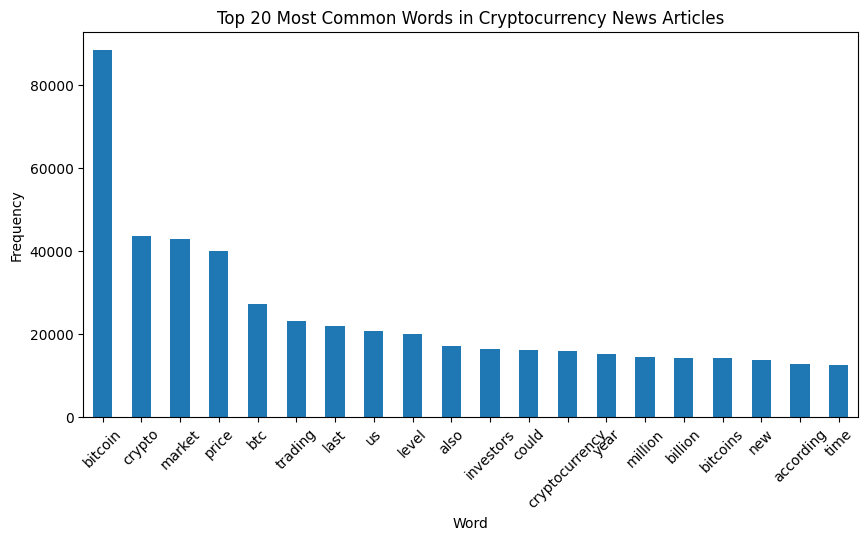 Top 20 Most Common Words in Cryptocurrency News Articles
Frequency
80000
60000
40000
20000
0
bitcoin
crypto
market
price
btc
trading
last
us
level
also
investors
could
cryptocurrency
year
million
billion
bitcoins
new
according
time
Word